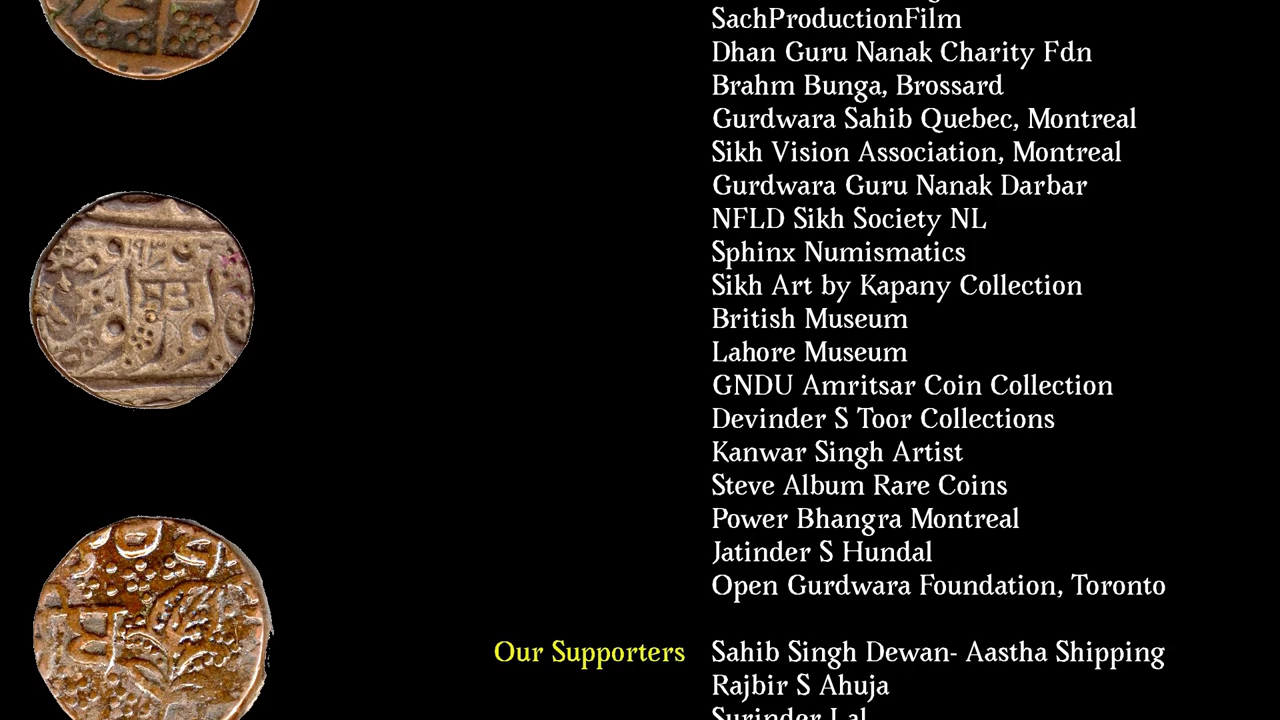 SachProductionFilm
Dhan Guru Nanak Charity Fdn
Brahm Bunga, Brossard
Gurdwara Sahib Quebec, Montreal
Sikh Vision Association, Montreal
Gurdwara Guru Nanak Darbar
NFLD Sikh Society NL
Sphinx Numismatics
Sikh Art by Kapany Collection
British Museum
Lahore Museum
GNDU Amritsar Coin Collection
Devinder S Toor Collections
Kanwar Singh Artist
Steve Album Rare Coins
Power Bhangra Montreal
Jatinder S Hundal
Open Gurdwara Foundation, Toronto
Our Supporters Sahib Singh Dewan- Aastha Shipping
Rajbir S Ahuja
Surinder Lal